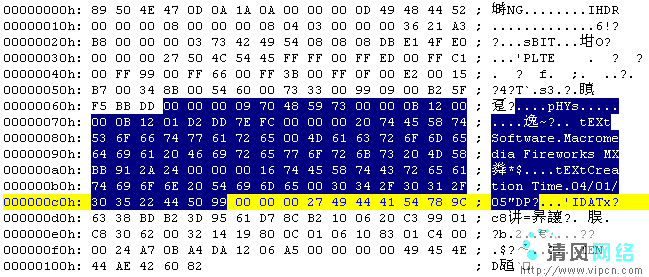 00000000h: 89 50 4E 47 0D 0A 1A 0A 00 00 00 0D 49 48 44 52 ; 塒NG........IHDR
00000010h: 00 00 00 08 00 00 00 08 04 03 00 00 00 36 21 A3 ; .............6!?
00000020h: B8 00 00 00 03 73 42 49 54 08 08 08 DB E1 4F E0 ; ?...sBIT...坩O?
00000030h: 00 00 00 27 50 4C 54 45 FF FF FF 00 FF ED 00 FF C1 ; ...'PLTE . ? ?
00000040h: 00 FF 99 00 FF 66 00 FF 3B 00 FF 0F 00 E2 00 15 ; . ? f. ; . ..?.
00000050h: B7 00 34 8B 00 54 60 00 73 33 00 99 09 00 B2 5F ; ?4?T`.s3.?.瞋
00000060h: F5 BB DD 00 00 00 09 70 48 59 73 00 00 0B 12 00 ; ....pHYs.....
00000070h: 00 0B 12 01 D2 DD 7E FC 00 00 00 20 74 45 58 74 ; ....逸~?.. tEXt
00000080h: 53 6F 66 74 77 61 72 65 00 4D 61 63 72 6F 6D 65 ; Software.Macrome
00000090h: 64 69 61 20 46 69 72 65 77 6F 72 6B 73 20 4D 58 ; dia Fireworks MX
000000a0h: BB 91 2A 24 00 00 00 16 74 45 58 74 43 72 65 61 ; 粪*$....tEXtCrea
000000b0h: 74 69 6F 6E 20 54 69 6D 65 00 30 34 2F 30 31 2F ; tion Time.04/01/
000000c0h: 30 35 22 44 50 99 00 00 00 27 49 44 41 54 78 9C ; 05"DP?...'IDATx?
000000d0h: 63 38 BD B2 3D 95 61 D7 8C B2 10 06 20 C3 99 01 ; c8讲=昦讓?.
000000e0h: C8 30 62 00 32 14 19 80 0C 01 06 10 83 01 C4 00 ; ?b.2..
000000f0h: 00 24 A7 0B A4 DA 12 06 A5 00 00 00 00 49 45 4E ; .$?
00000100h: 44 AE 42 60 82 ; D瓸`
清风网络